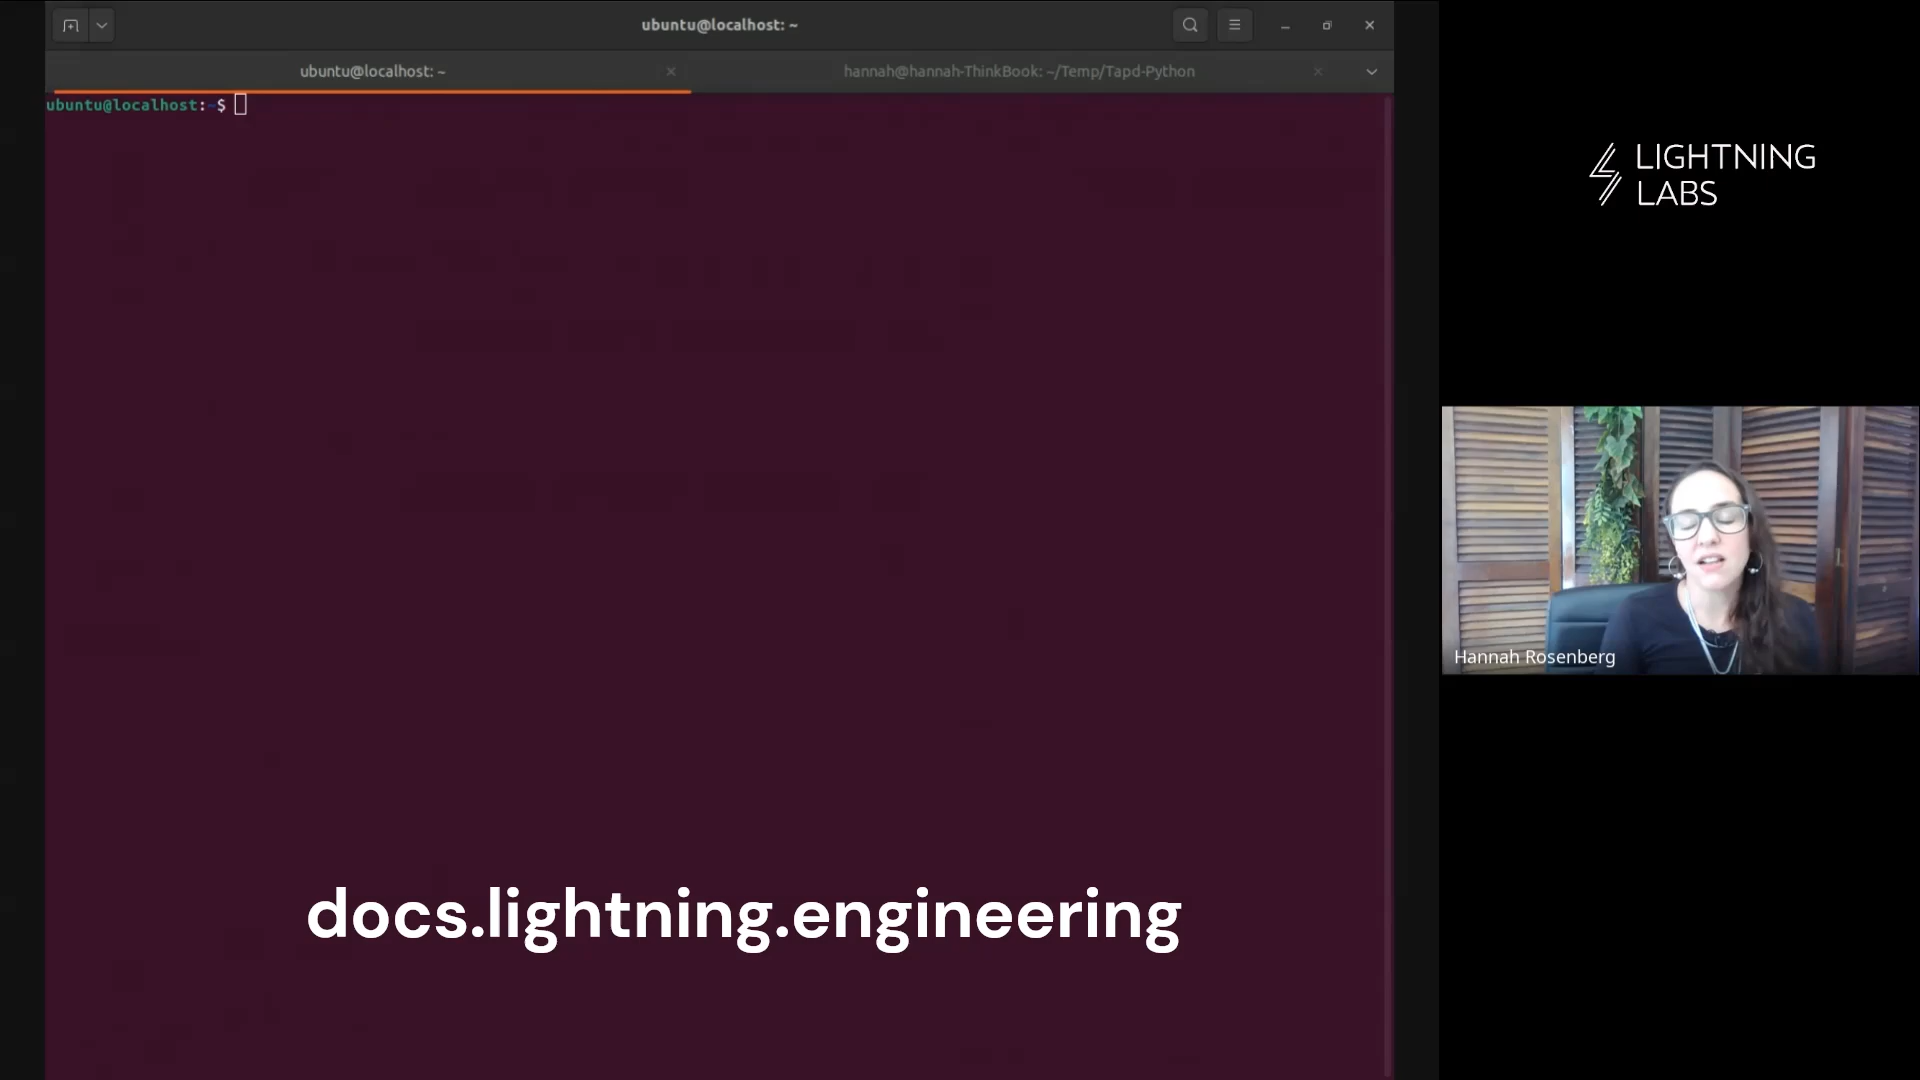 ubuntu@localhost: ~
ubuntu@localhost: ~
hannah@hannah-ThinkBook: ~/Temp/Tapd-Python
ubuntu@localhost:~$
LIGHTNING
LABS
Hannah Rosenberg
docs.lightning.engineering